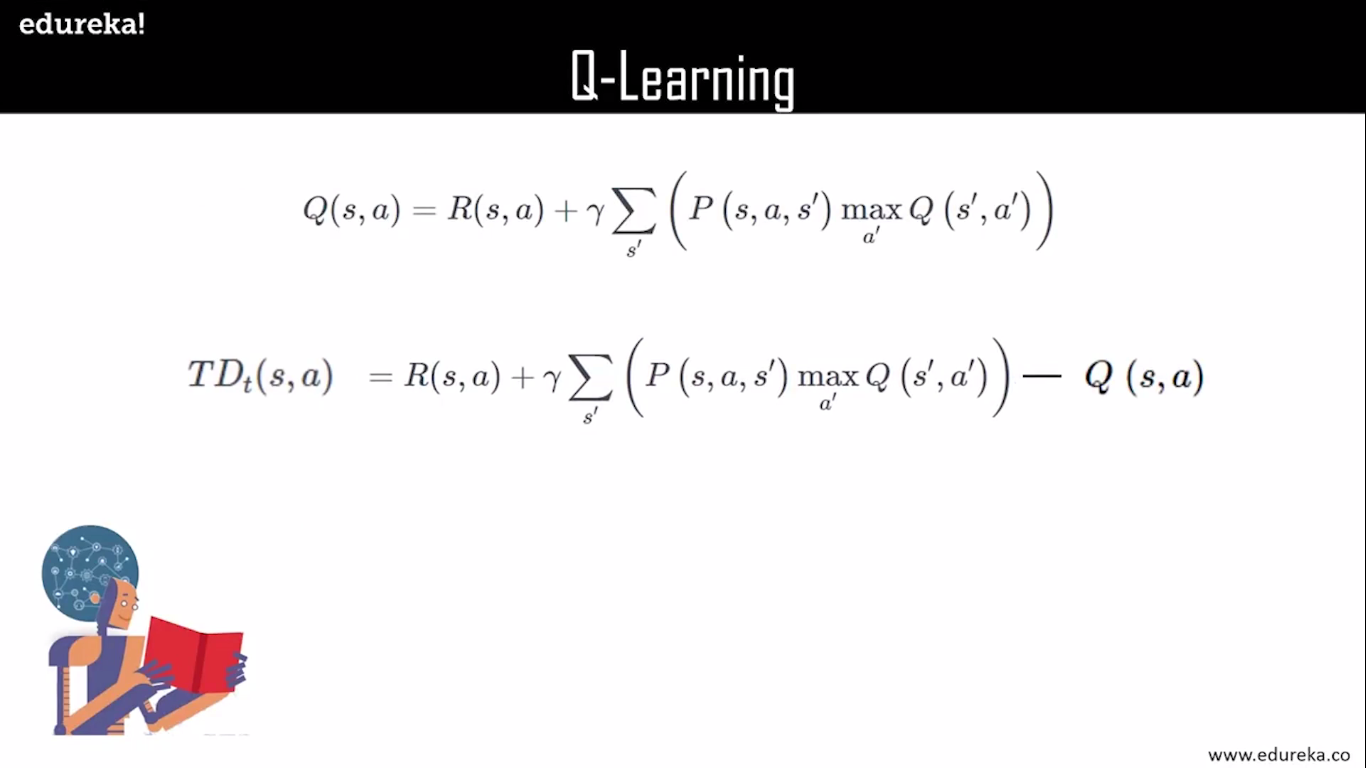 edureka!
Q-Learning
Q(s, a) = R(s, a) + γ ∑_{s′} ( P (s, a, s′) max_{a′} Q (s′, a′) )
TD_t(s, a) = R(s, a) + γ ∑_{s′} ( P (s, a, s′) max_{a′} Q (s′, a′) ) — Q (s, a)
www.edureka.co